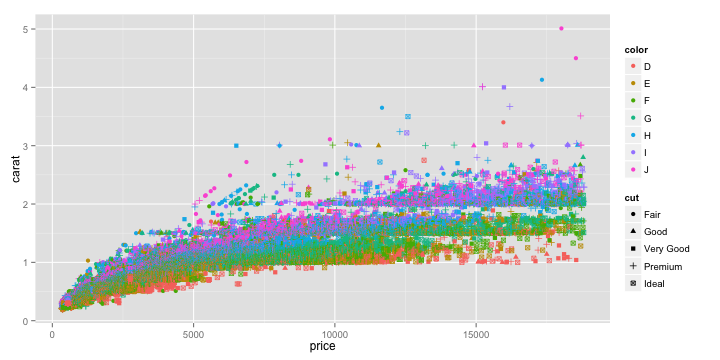 5
4
3
2
1
0
carat
0 5000 10000 15000
price
color
D
E
F
G
H
I
J
cut
Fair
Good
Very Good
Premium
Ideal